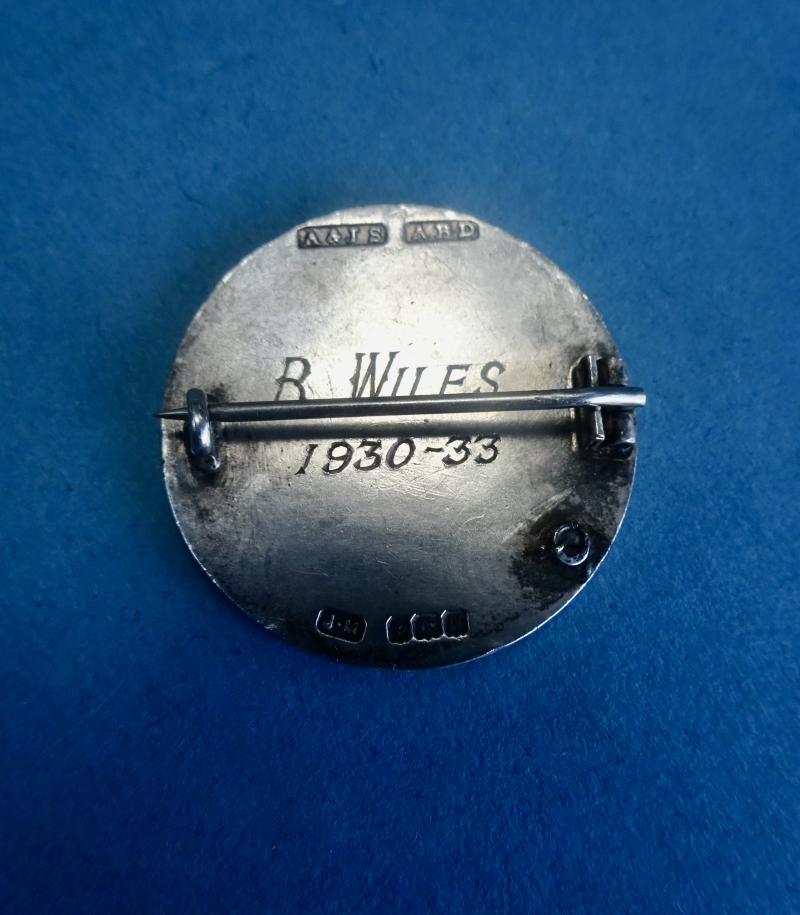 A&JS ABD
R WILES
1930-33
J.M